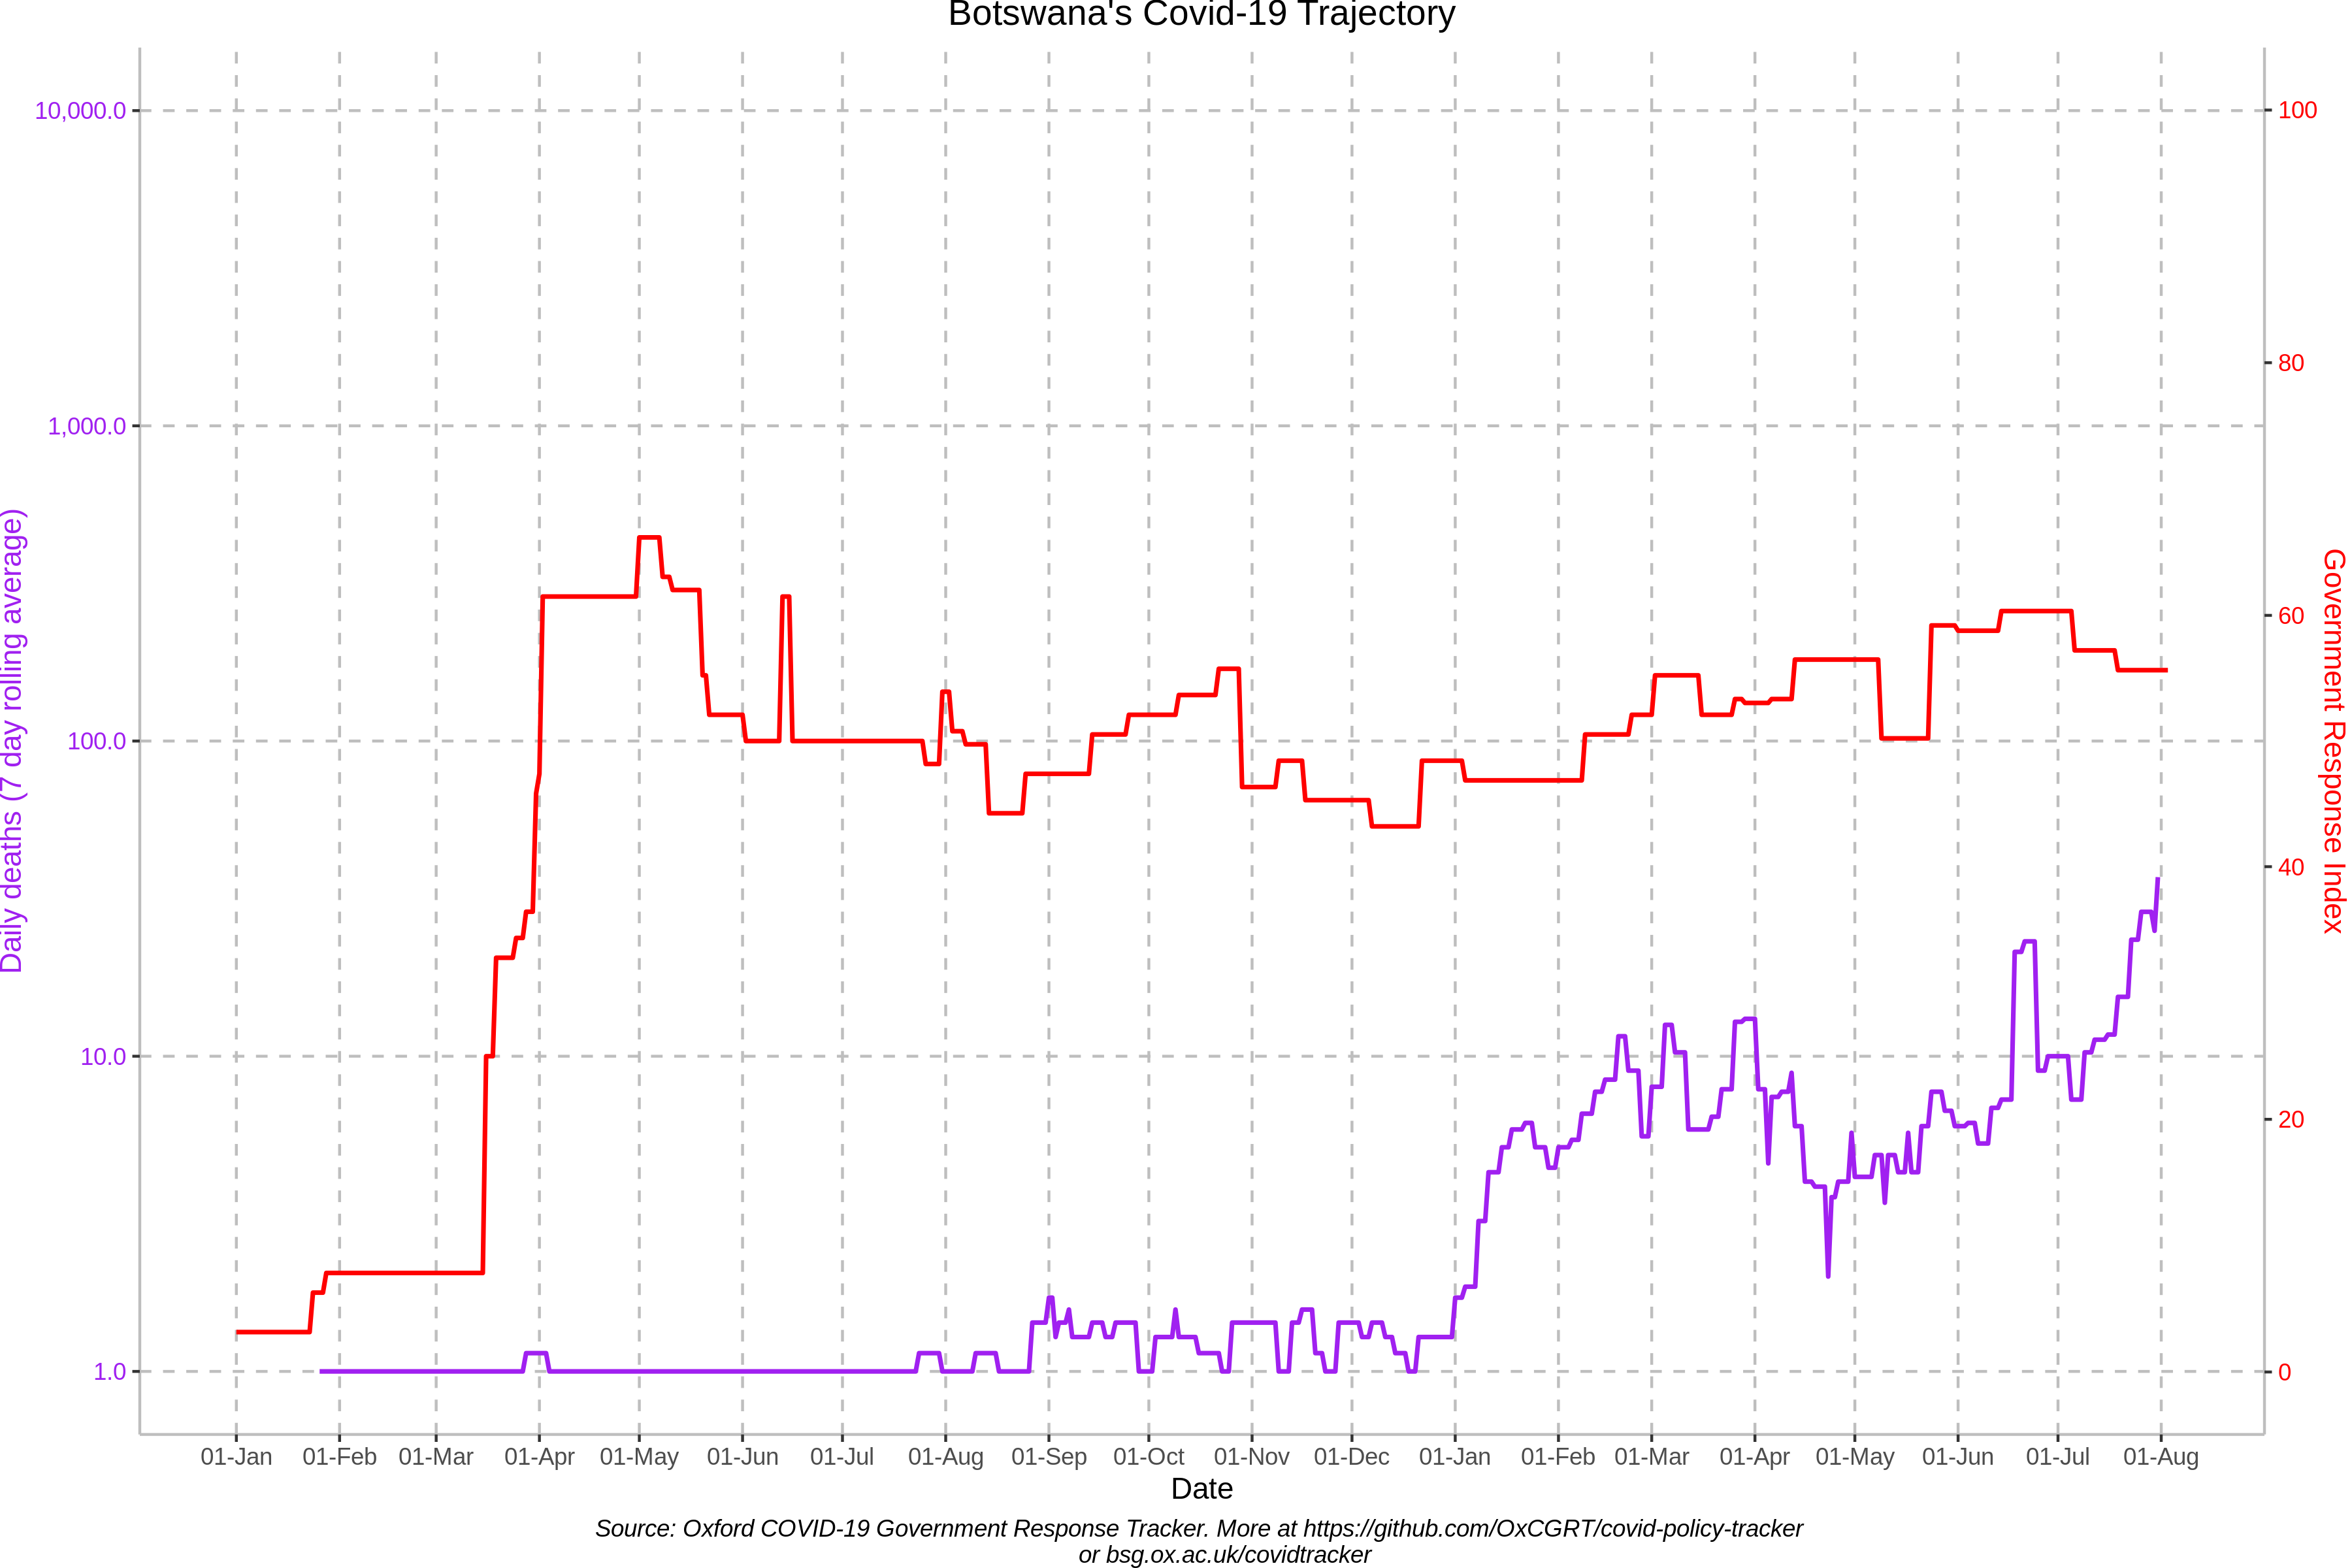 Botswana's Covid-19 Trajectory
10,000.0
1,000.0
100.0
10.0
1.0
Daily deaths (7 day rolling average)
100
80
60
40
20
0
Government Response Index
01-Jan 01-Feb 01-Mar 01-Apr 01-May 01-Jun 01-Jul 01-Aug 01-Sep 01-Oct 01-Nov 01-Dec 01-Jan 01-Feb 01-Mar 01-Apr 01-May 01-Jun 01-Jul 01-Aug
Date
Source: Oxford COVID-19 Government Response Tracker. More at https://github.com/OxCGRT/covid-policy-tracker
or bsg.ox.ac.uk/covidtracker